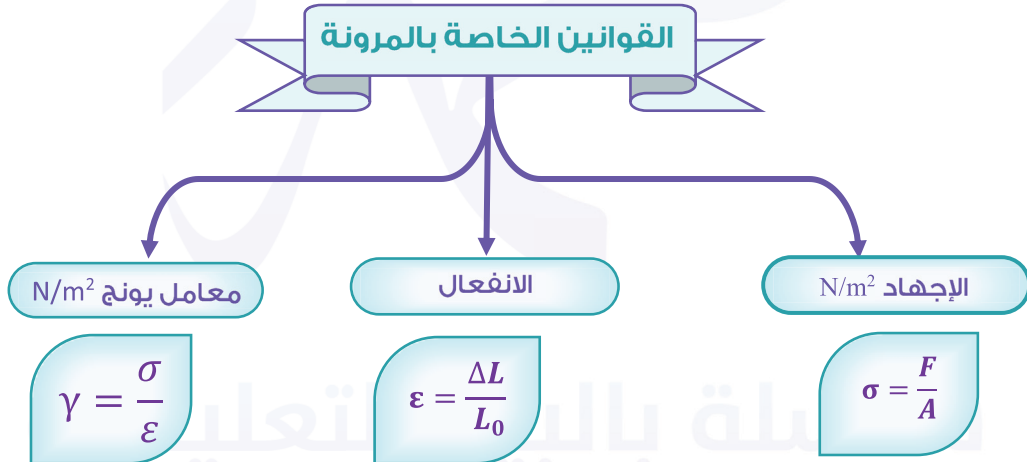 القوانين الخاصة بالمرونة
الإجهاد N/m²
σ = F/A
الانفعال
ε = ΔL/L₀
معامل يونج N/m²
γ = σ/ε